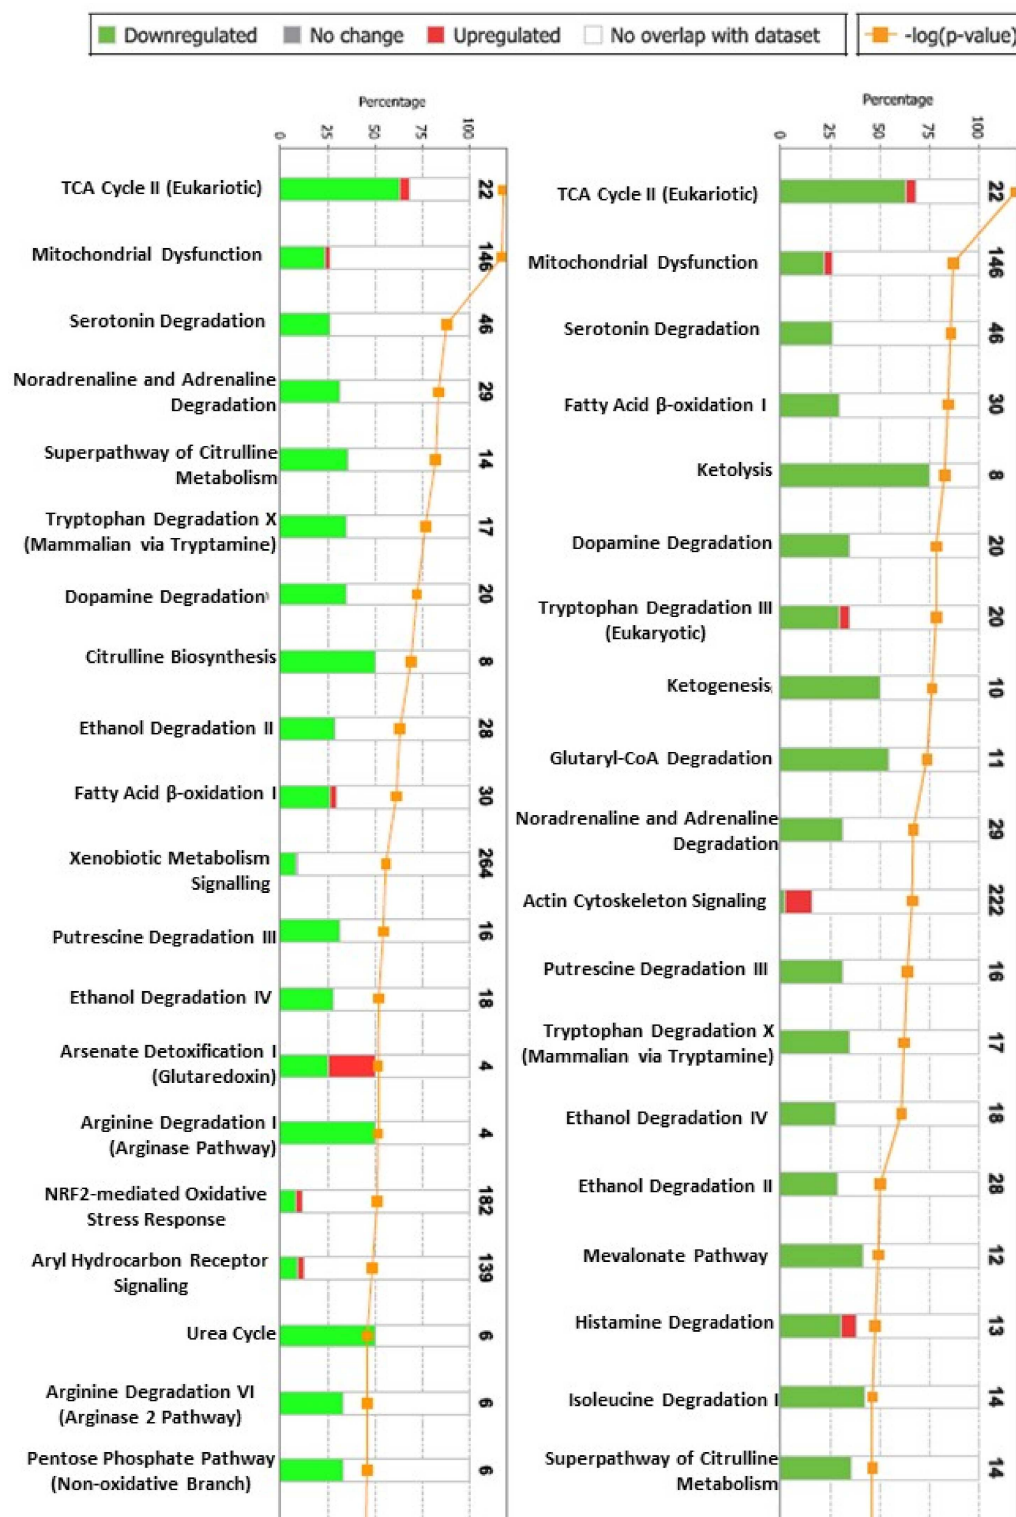 Downregulated No change Upregulated No overlap with dataset -log(p-value)
Percentage
0 25 50 75 100
TCA Cycle II (Eukariotic) 22
Mitochondrial Dysfunction 146
Serotonin Degradation 46
Noradrenaline and Adrenaline
Degradation 29
Superpathway of Citrulline
Metabolism 14
Tryptophan Degradation X
(Mammalian via Tryptamine) 17
Dopamine Degradation 20
Citrulline Biosynthesis 8
Ethanol Degradation II 28
Fatty Acid β-oxidation I 30
Xenobiotic Metabolism
Signalling 264
Putrescine Degradation III 16
Ethanol Degradation IV 18
Arsenate Detoxification I
(Glutaredoxin) 4
Arginine Degradation I
(Arginase Pathway) 4
NRF2-mediated Oxidative
Stress Response 182
Aryl Hydrocarbon Receptor
Signaling 139
Urea Cycle 6
Arginine Degradation VI
(Arginase 2 Pathway) 6
Pentose Phosphate Pathway
(Non-oxidative Branch) 6
Percentage
0 25 50 75 100
TCA Cycle II (Eukariotic) 22
Mitochondrial Dysfunction 146
Serotonin Degradation 46
Fatty Acid β-oxidation I 30
Ketolysis 8
Dopamine Degradation 20
Tryptophan Degradation III
(Eukaryotic) 20
Ketogenesis 10
Glutaryl-CoA Degradation 11
Noradrenaline and Adrenaline
Degradation 29
Actin Cytoskeleton Signaling 222
Putrescine Degradation III 16
Tryptophan Degradation X
(Mammalian via Tryptamine) 17
Ethanol Degradation IV 18
Ethanol Degradation II 28
Mevalonate Pathway 12
Histamine Degradation 13
Isoleucine Degradation I 14
Superpathway of Citrulline
Metabolism 14